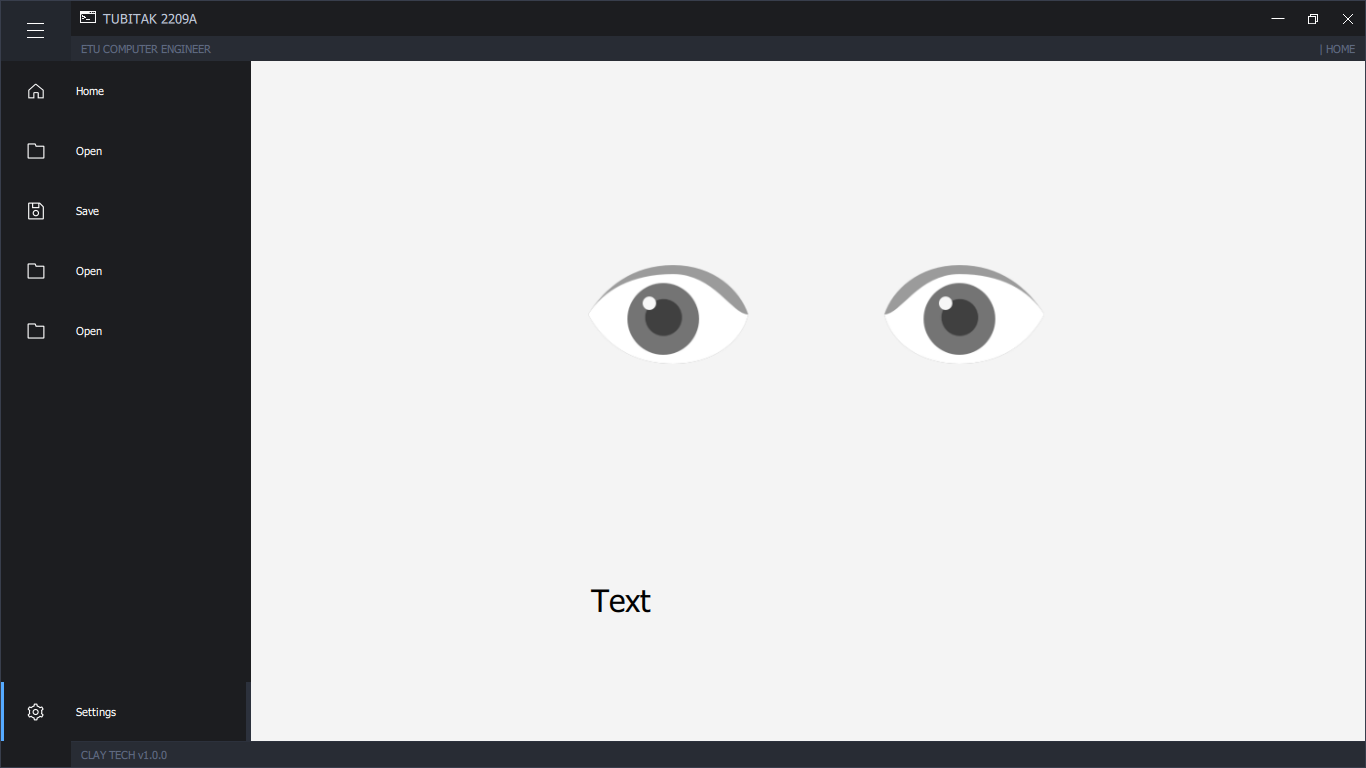 TUBITAK 2209A
ETU COMPUTER ENGINEER
| HOME
Home
Open
Save
Open
Open
Text
Settings
CLAY TECH v1.0.0